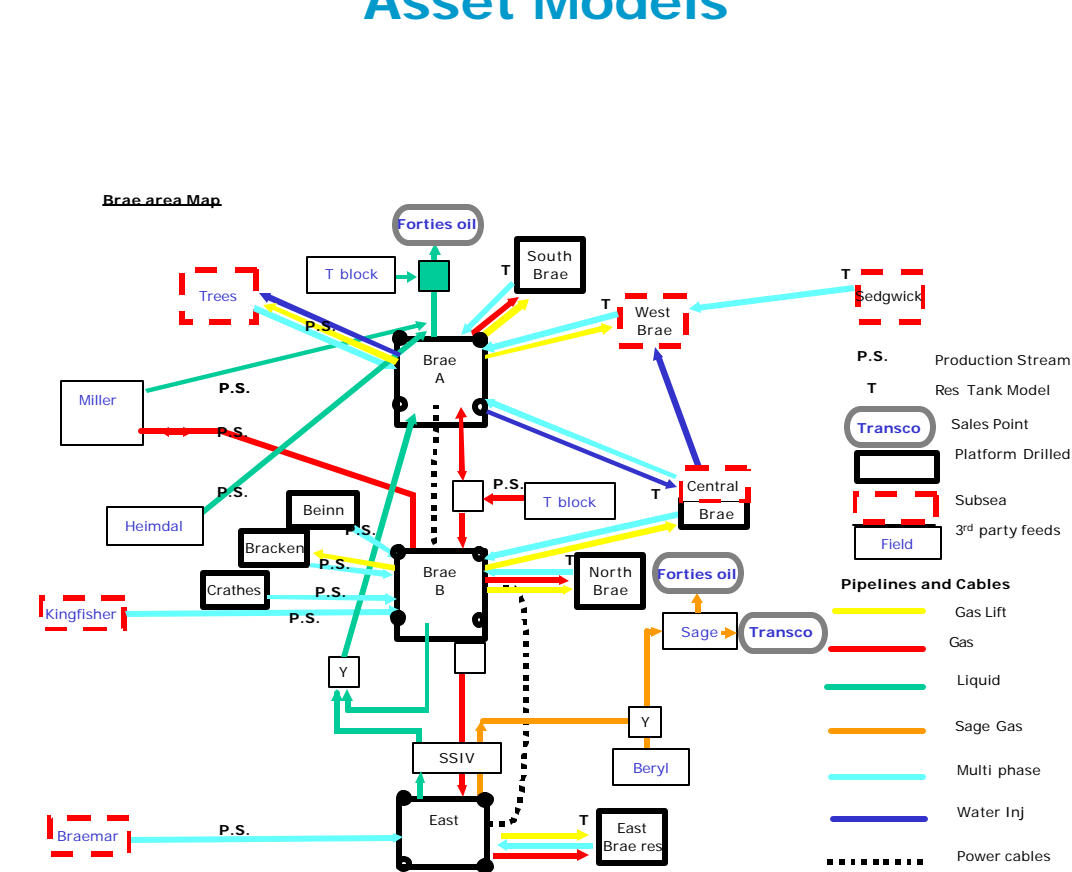 Asset Models
Brae area Map
Forties oil
South
Brae
T block
T
Trees
P.S.
T
West
Brae
T
Sedgwick
Brae
A
P.S.
Miller
P.S.
P.S.
Production Stream
T
Res Tank Model
Transco
Sales Point
Platform Drilled
Subsea
3rd party feeds
Field
P.S.
Heimdal
P.S.
T block
T
Central
Brae
Beinn
P.S.
Bracken
P.S.
Crathes
P.S.
Kingfisher
P.S.
Brae
B
T
North
Brae
Forties oil
Sage
Transco
Pipelines and Cables
Gas Lift
Gas
Liquid
Sage Gas
Multi phase
Water Inj
Power cables
Y
Y
SSIV
Beryl
Braemar
P.S.
East
T
East
Brae res